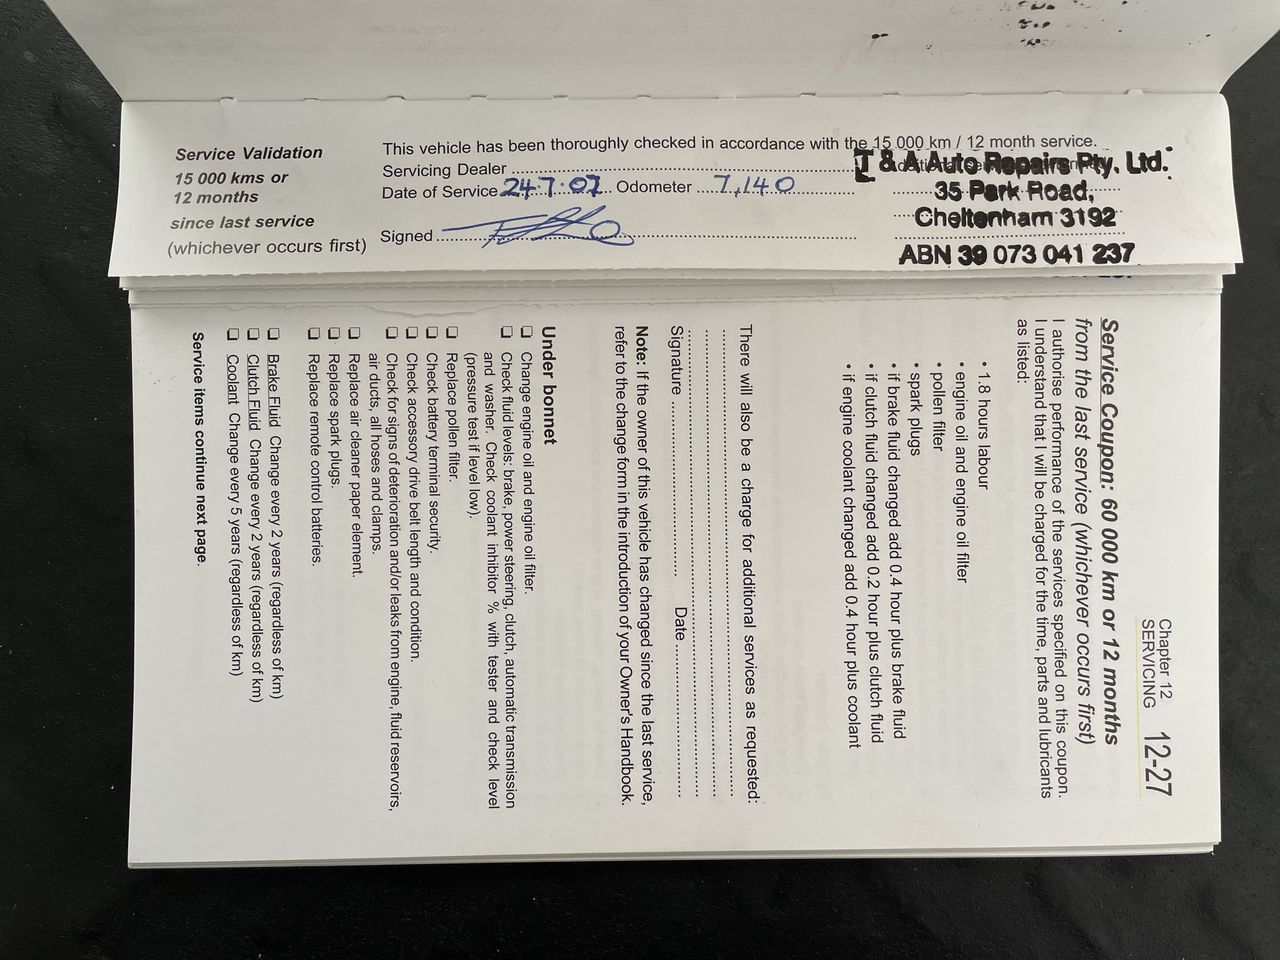 Service Validation
15 000 kms or
12 months
since last service
(whichever occurs first)
This vehicle has been thoroughly checked in accordance with the 15 000 km / 12 month service.
Servicing Dealer
Date of Service 24.7.07 Odometer 7,140
Signed
T & A Auto Repairs Pty. Ltd.
35 Park Road,
Cheltenham 3192
ABN 39 073 041 237
Chapter 12
SERVICING 12-27
Service Coupon: 60 000 km or 12 months
from the last service (whichever occurs first)
I authorise performance of the services specified on this coupon.
I understand that I will be charged for the time, parts and lubricants
as listed:
• 1.8 hours labour
• engine oil and engine oil filter
• pollen filter
• spark plugs
• if brake fluid changed add 0.4 hour plus brake fluid
• if clutch fluid changed add 0.2 hour plus clutch fluid
• if engine coolant changed add 0.4 hour plus coolant
There will also be a charge for additional services as requested:
Signature Date
Note: If the owner of this vehicle has changed since the last service,
refer to the change form in the introduction of your Owner's Handbook.
Under bonnet
❑ Change engine oil and engine oil filter.
❑ Check fluid levels: brake, power steering, clutch, automatic transmission
and washer. Check coolant inhibitor % with tester and check level
(pressure test if level low).
❑ Replace pollen filter.
❑ Check battery terminal security.
❑ Check accessory drive belt length and condition.
❑ Check for signs of deterioration and/or leaks from engine, fluid reservoirs,
air ducts, all hoses and clamps.
❑ Replace air cleaner paper element.
❑ Replace spark plugs.
❑ Replace remote control batteries.
❑ Brake Fluid Change every 2 years (regardless of km)
❑ Clutch Fluid Change every 2 years (regardless of km)
❑ Coolant Change every 5 years (regardless of km)
Service items continue next page.